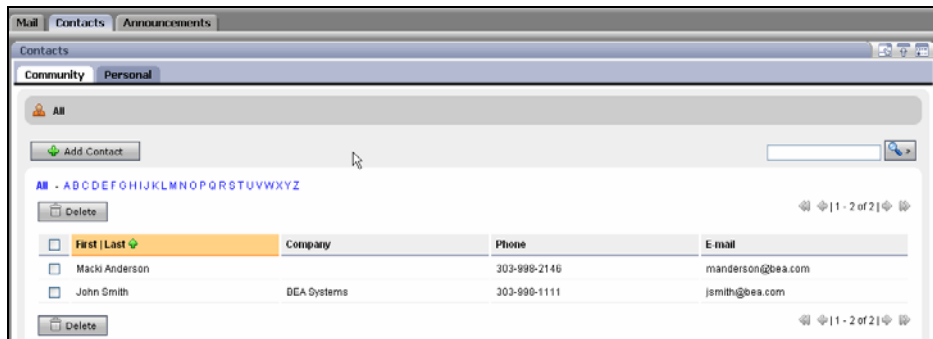 Mail Contacts Announcements
Contacts
Community Personal
All
Add Contact
All - A B C D E F G H I J K L M N O P Q R S T U V W X Y Z
Delete
| 1 - 2 of 2 |
First | Last Company Phone E-mail
Macki Anderson 303-998-2146 manderson@bea.com
John Smith BEA Systems 303-990-1111 jsmith@bea.com
Delete
| 1 - 2 of 2 |